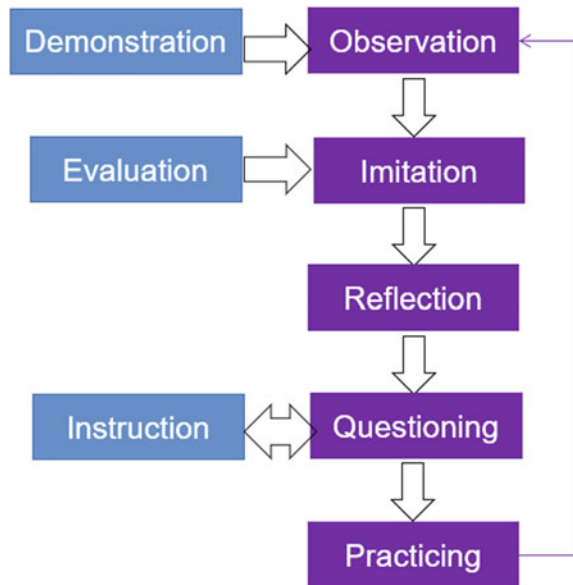 Demonstration
Observation
Evaluation
Imitation
Reflection
Instruction
Questioning
Practicing